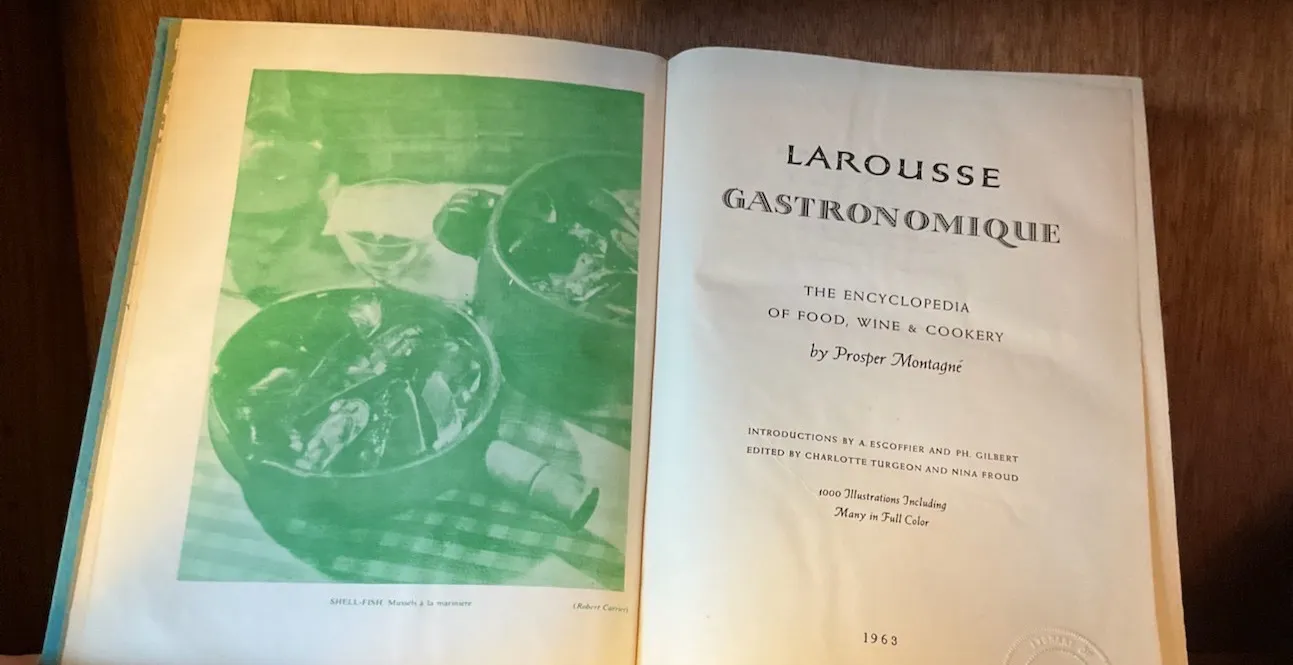 SHELL-FISH. Mussels à la marinière
(Robert Carrier)
LAROUSSE
GASTRONOMIQUE
THE ENCYCLOPEDIA
OF FOOD, WINE & COOKERY
by Prosper Montagné
INTRODUCTIONS BY A. ESCOFFIER AND PH. GILBERT
EDITED BY CHARLOTTE TURGEON AND NINA FROUD
1000 Illustrations Including
Many in Full Color
1963